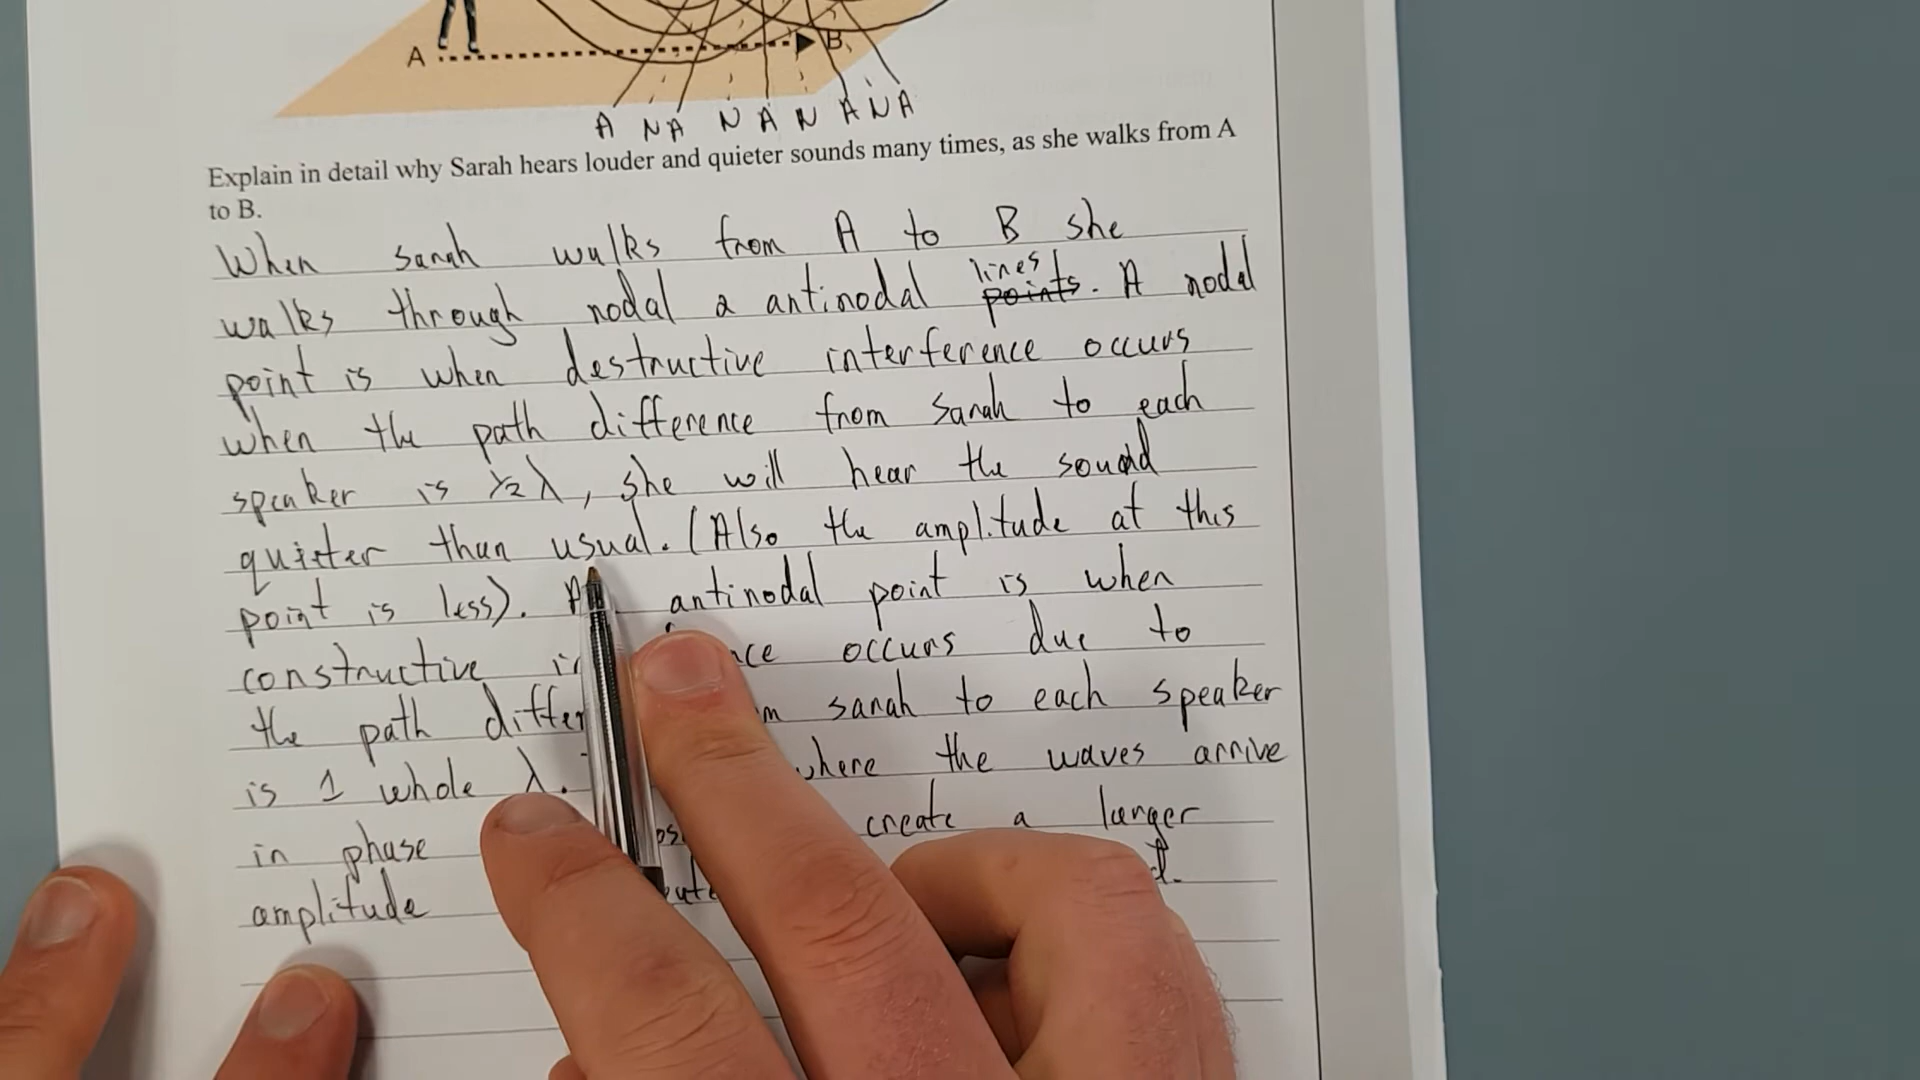 A B
A N A N A N A N A
Explain in detail why Sarah hears louder and quieter sounds many times, as she walks from A
to B.
When sarah walks from A to B she
walks through nodal & antinodal points lines. A nodal
point is when destructive interference occurs
when the path difference from Sarah to each
speaker is 1/2 λ, she will hear the sound
quitter than usual. (Also the amplitude at this
point is less). antinodal point is when
constructive occurs due to
the path sarah to each speaker
is 1 whole λ. where the waves arrive
in phase create a larger
amplitude